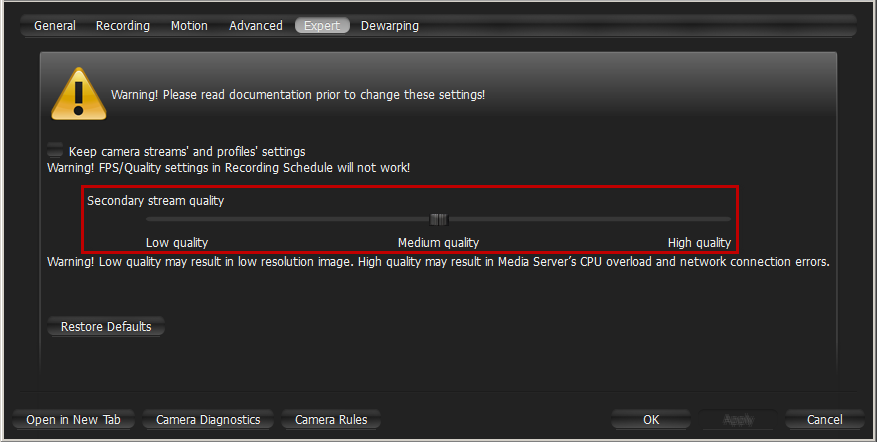 General Recording Motion Advanced Expert Dewarping
Warning! Please read documentation prior to change these settings!
Keep camera streams' and profiles' settings
Warning! FPS/Quality settings in Recording Schedule will not work!
Secondary stream quality
Low quality Medium quality High quality
Warning! Low quality may result in low resolution image. High quality may result in Media Server's CPU overload and network connection errors.
Restore Defaults
Open in New Tab Camera Diagnostics Camera Rules OK Apply Cancel